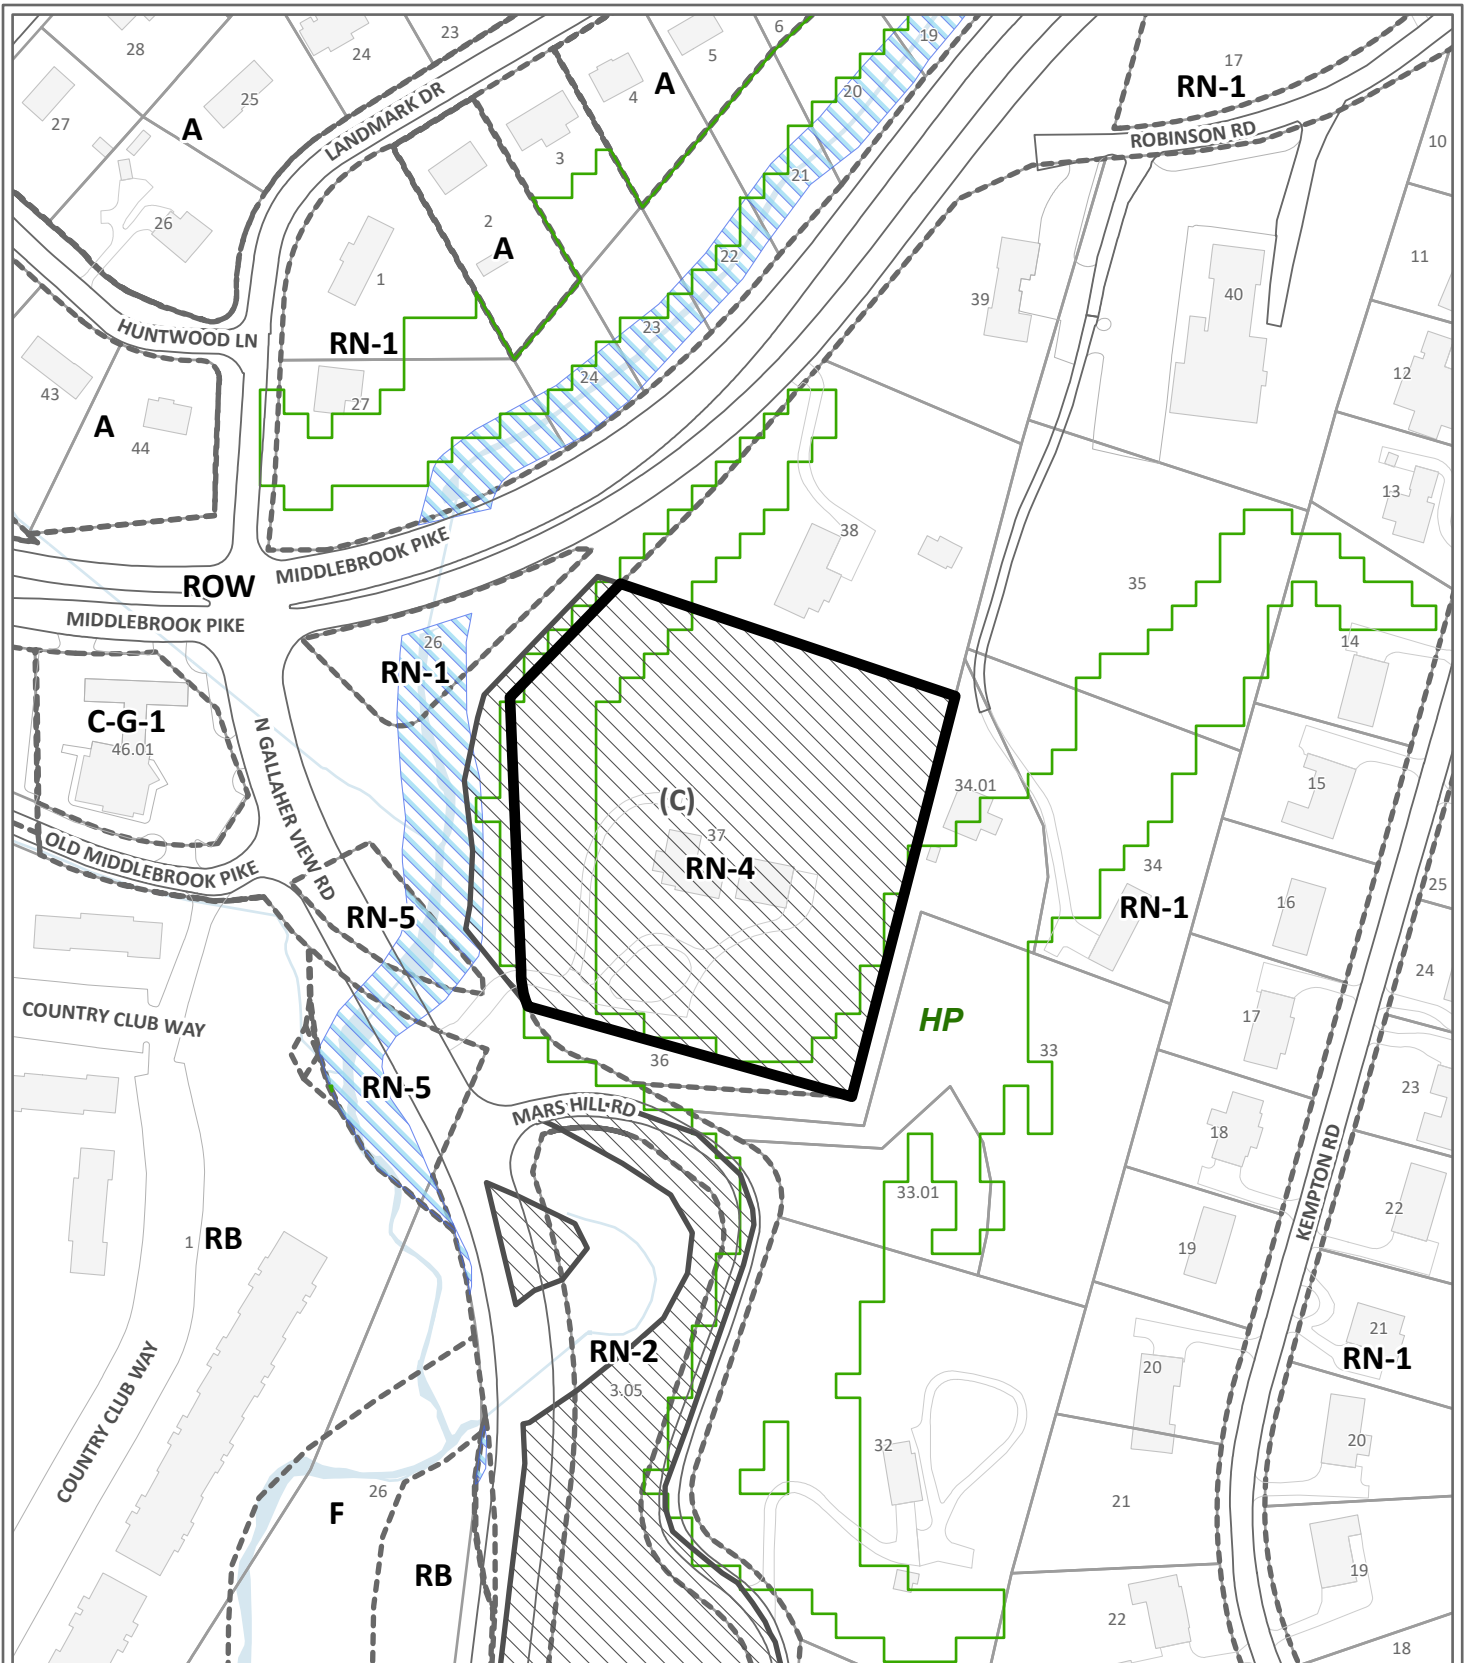 28
23
24
6
5
19
17
RN-1
27
25
A
LANDMARK DR
4
A
20
ROBINSON RD
10
3
21
26
2
A
22
11
1
39
40
HUNTWOOD LN
RN-1
23
24
12
43
27
A
44
13
38
MIDDLEBROOK PIKE
ROW
35
MIDDLEBROOK PIKE
26
RN-1
14
C-G-1
46.01
N GALLAHER VIEW RD
(C)
37
RN-4
34.01
15
OLD MIDDLEBROOK PIKE
34
RN-1
25
16
RN-5
24
COUNTRY CLUB WAY
HP
17
36
33
RN-5
23
MARS HILL RD
18
KEMPTON RD
33.01
22
1
RB
19
21
RN-1
RN-2
3.05
20
COUNTRY CLUB WAY
32
20
26
F
21
RB
19
22
18